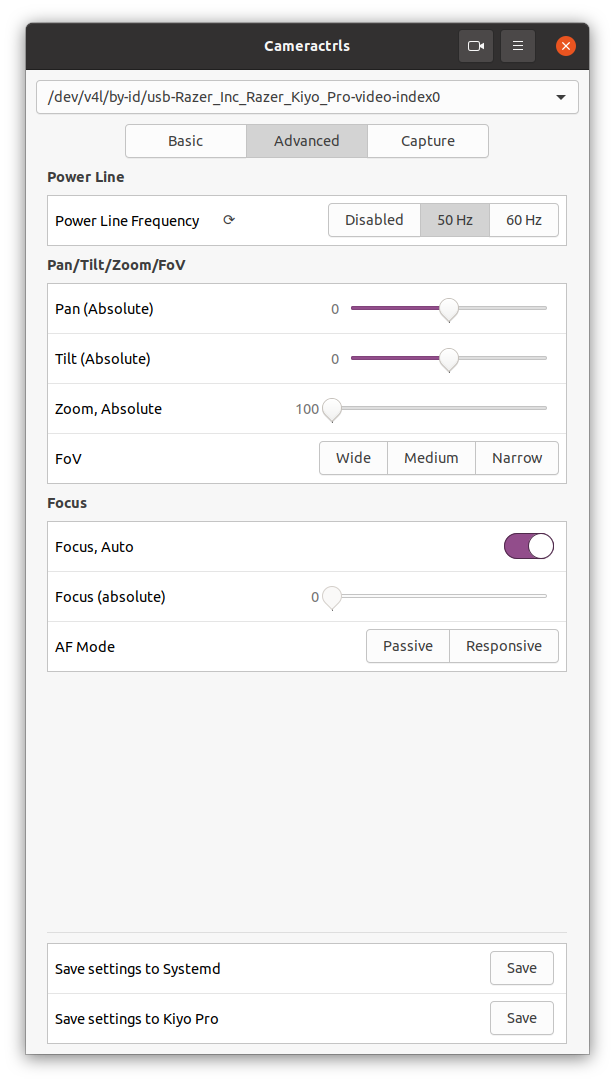 Cameractrls
/dev/v4l/by-id/usb-Razer_Inc_Razer_Kiyo_Pro-video-index0
Basic Advanced Capture
Power Line
Power Line Frequency Disabled 50 Hz 60 Hz
Pan/Tilt/Zoom/FoV
Pan (Absolute) 0
Tilt (Absolute) 0
Zoom, Absolute 100
FoV Wide Medium Narrow
Focus
Focus, Auto
Focus (absolute) 0
AF Mode Passive Responsive
Save settings to Systemd Save
Save settings to Kiyo Pro Save